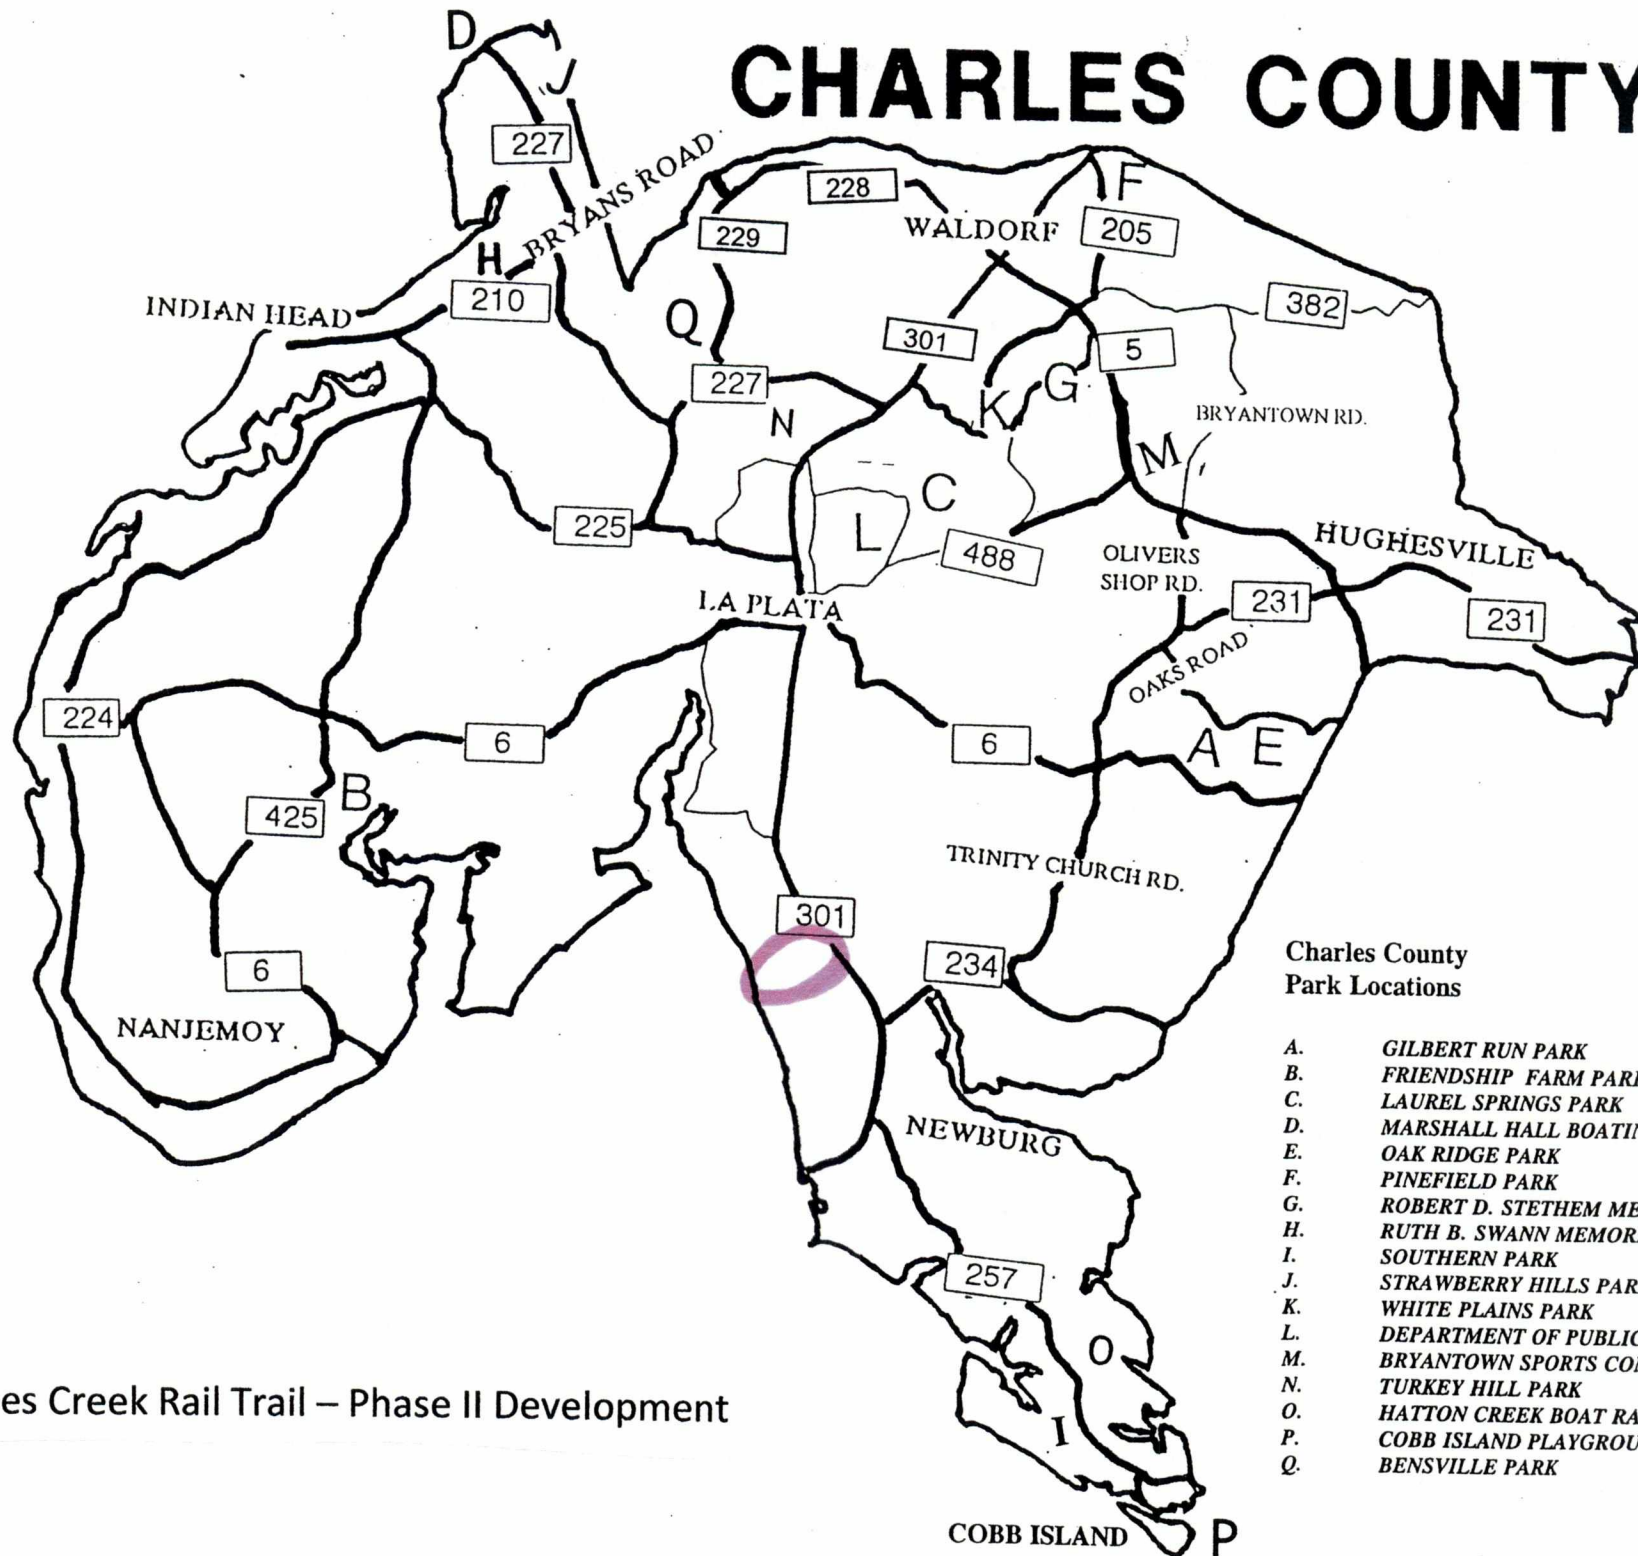 CHARLES COUNTY
D
J
227
BRYANS ROAD
228
F
WALDORF
205
229
H
210
INDIAN HEAD
382
Q
301
5
227
K
G
N
BRYANTOWN RD.
M
C
L
225
488
OLIVERS
SHOP RD.
HUGHESVILLE
231
231
LA PLATA
OAKS ROAD
224
6
6
A
E
425
B
TRINITY CHURCH RD.
301
234
6
NANJEMOY
Charles County
Park Locations
A. GILBERT RUN PARK
B. FRIENDSHIP FARM PARK
C. LAUREL SPRINGS PARK
D. MARSHALL HALL BOATIN
E. OAK RIDGE PARK
F. PINEFIELD PARK
G. ROBERT D. STETHEM ME
H. RUTH B. SWANN MEMOR
I. SOUTHERN PARK
J. STRAWBERRY HILLS PAR
K. WHITE PLAINS PARK
L. DEPARTMENT OF PUBLIC
M. BRYANTOWN SPORTS CO
N. TURKEY HILL PARK
O. HATTON CREEK BOAT RA
P. COBB ISLAND PLAYGROU
Q. BENSVILLE PARK
NEWBURG
257
O
I
es Creek Rail Trail – Phase II Development
COBB ISLAND
P